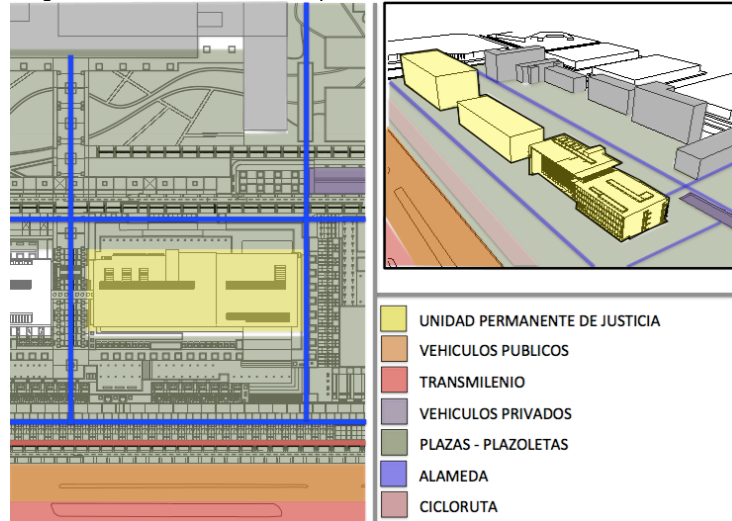 UNIDAD PERMANENTE DE JUSTICIA
VEHICULOS PUBLICOS
TRANSMILENIO
VEHICULOS PRIVADOS
PLAZAS - PLAZOLETAS
ALAMEDA
CICLORUTA